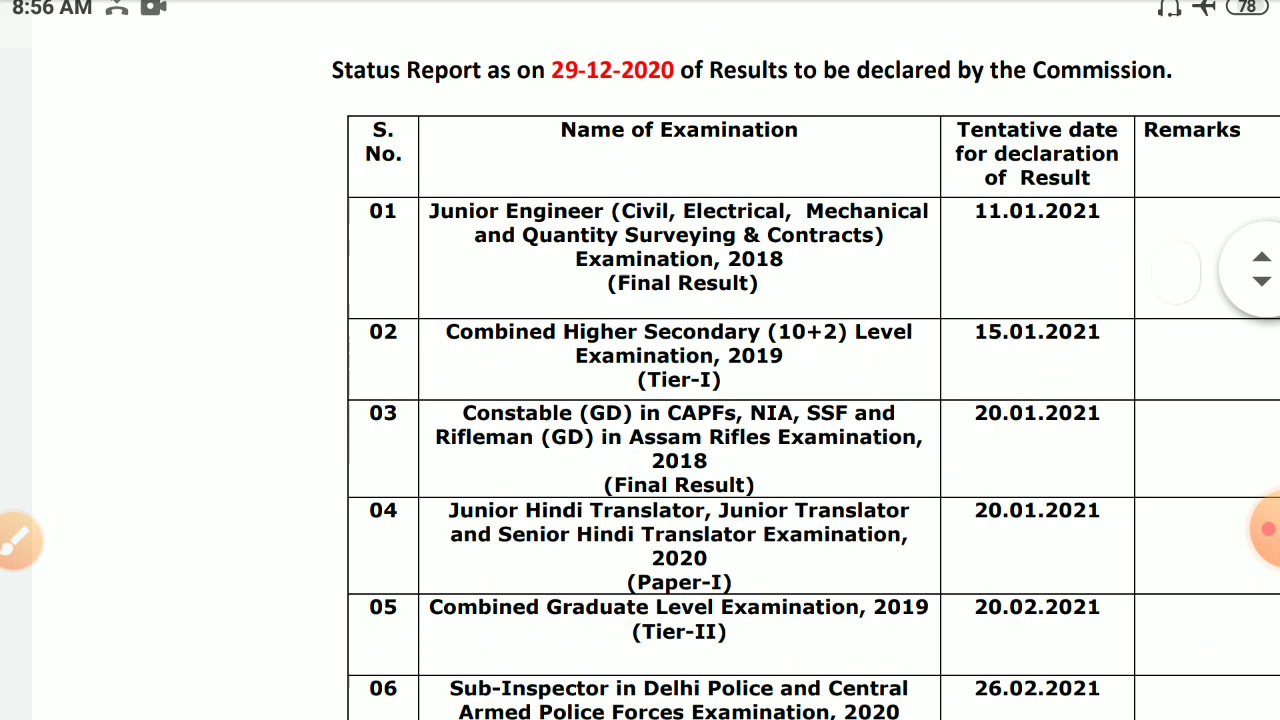 8:56 AM
78
Status Report as on 29-12-2020 of Results to be declared by the Commission.
S. No.
Name of Examination
Tentative date for declaration of Result
Remarks
01
Junior Engineer (Civil, Electrical, Mechanical
and Quantity Surveying & Contracts)
Examination, 2018
(Final Result)
11.01.2021
02
Combined Higher Secondary (10+2) Level
Examination, 2019
(Tier-I)
15.01.2021
03
Constable (GD) in CAPFs, NIA, SSF and
Rifleman (GD) in Assam Rifles Examination,
2018
(Final Result)
20.01.2021
04
Junior Hindi Translator, Junior Translator
and Senior Hindi Translator Examination,
2020
(Paper-I)
20.01.2021
05
Combined Graduate Level Examination, 2019
(Tier-II)
20.02.2021
06
Sub-Inspector in Delhi Police and Central
Armed Police Forces Examination, 2020
26.02.2021